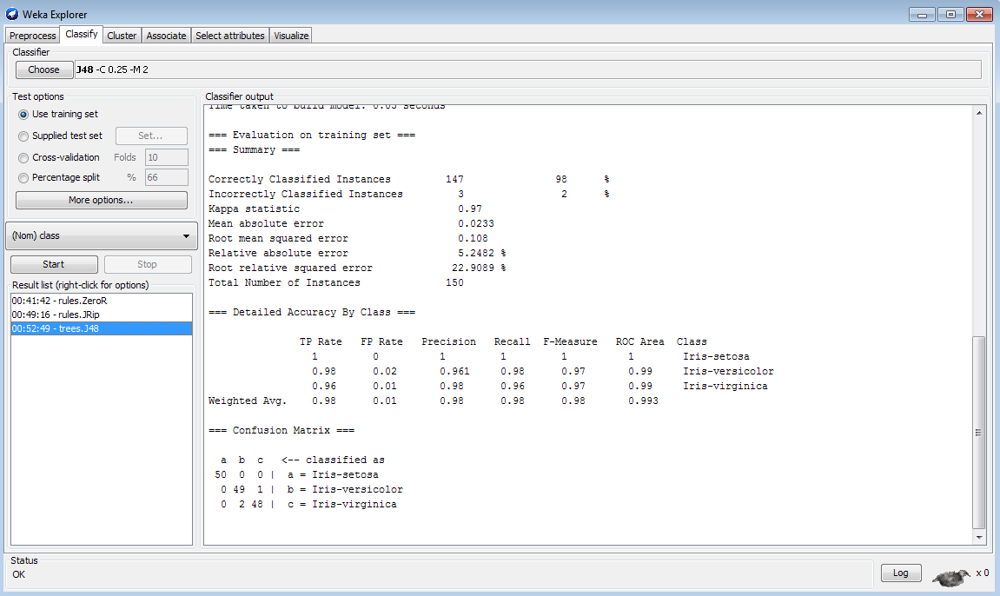 Weka Explorer
Preprocess Classify Cluster Associate Select attributes Visualize
Classifier
Choose J48 -C 0.25 -M 2
Test options
Use training set
Supplied test set Set...
Cross-validation Folds 10
Percentage split % 66
More options...
(Nom) class
Start Stop
Result list (right-click for options)
00:41:42 - rules.ZeroR
00:49:16 - rules.JRip
00:52:49 - trees.J48
Classifier output
Time taken to build model: 0.03 seconds
=== Evaluation on training set ===
=== Summary ===
Correctly Classified Instances 147 98 %
Incorrectly Classified Instances 3 2 %
Kappa statistic 0.97
Mean absolute error 0.0233
Root mean squared error 0.108
Relative absolute error 5.2482 %
Root relative squared error 22.9089 %
Total Number of Instances 150
=== Detailed Accuracy By Class ===
TP Rate FP Rate Precision Recall F-Measure ROC Area Class
1 0 1 1 1 1 Iris-setosa
0.98 0.02 0.961 0.98 0.97 0.99 Iris-versicolor
0.96 0.01 0.98 0.96 0.97 0.99 Iris-virginica
Weighted Avg. 0.98 0.01 0.98 0.98 0.98 0.993
=== Confusion Matrix ===
a b c <-- classified as
50 0 0 | a = Iris-setosa
0 49 1 | b = Iris-versicolor
0 2 48 | c = Iris-virginica
Status
OK
Log x 0